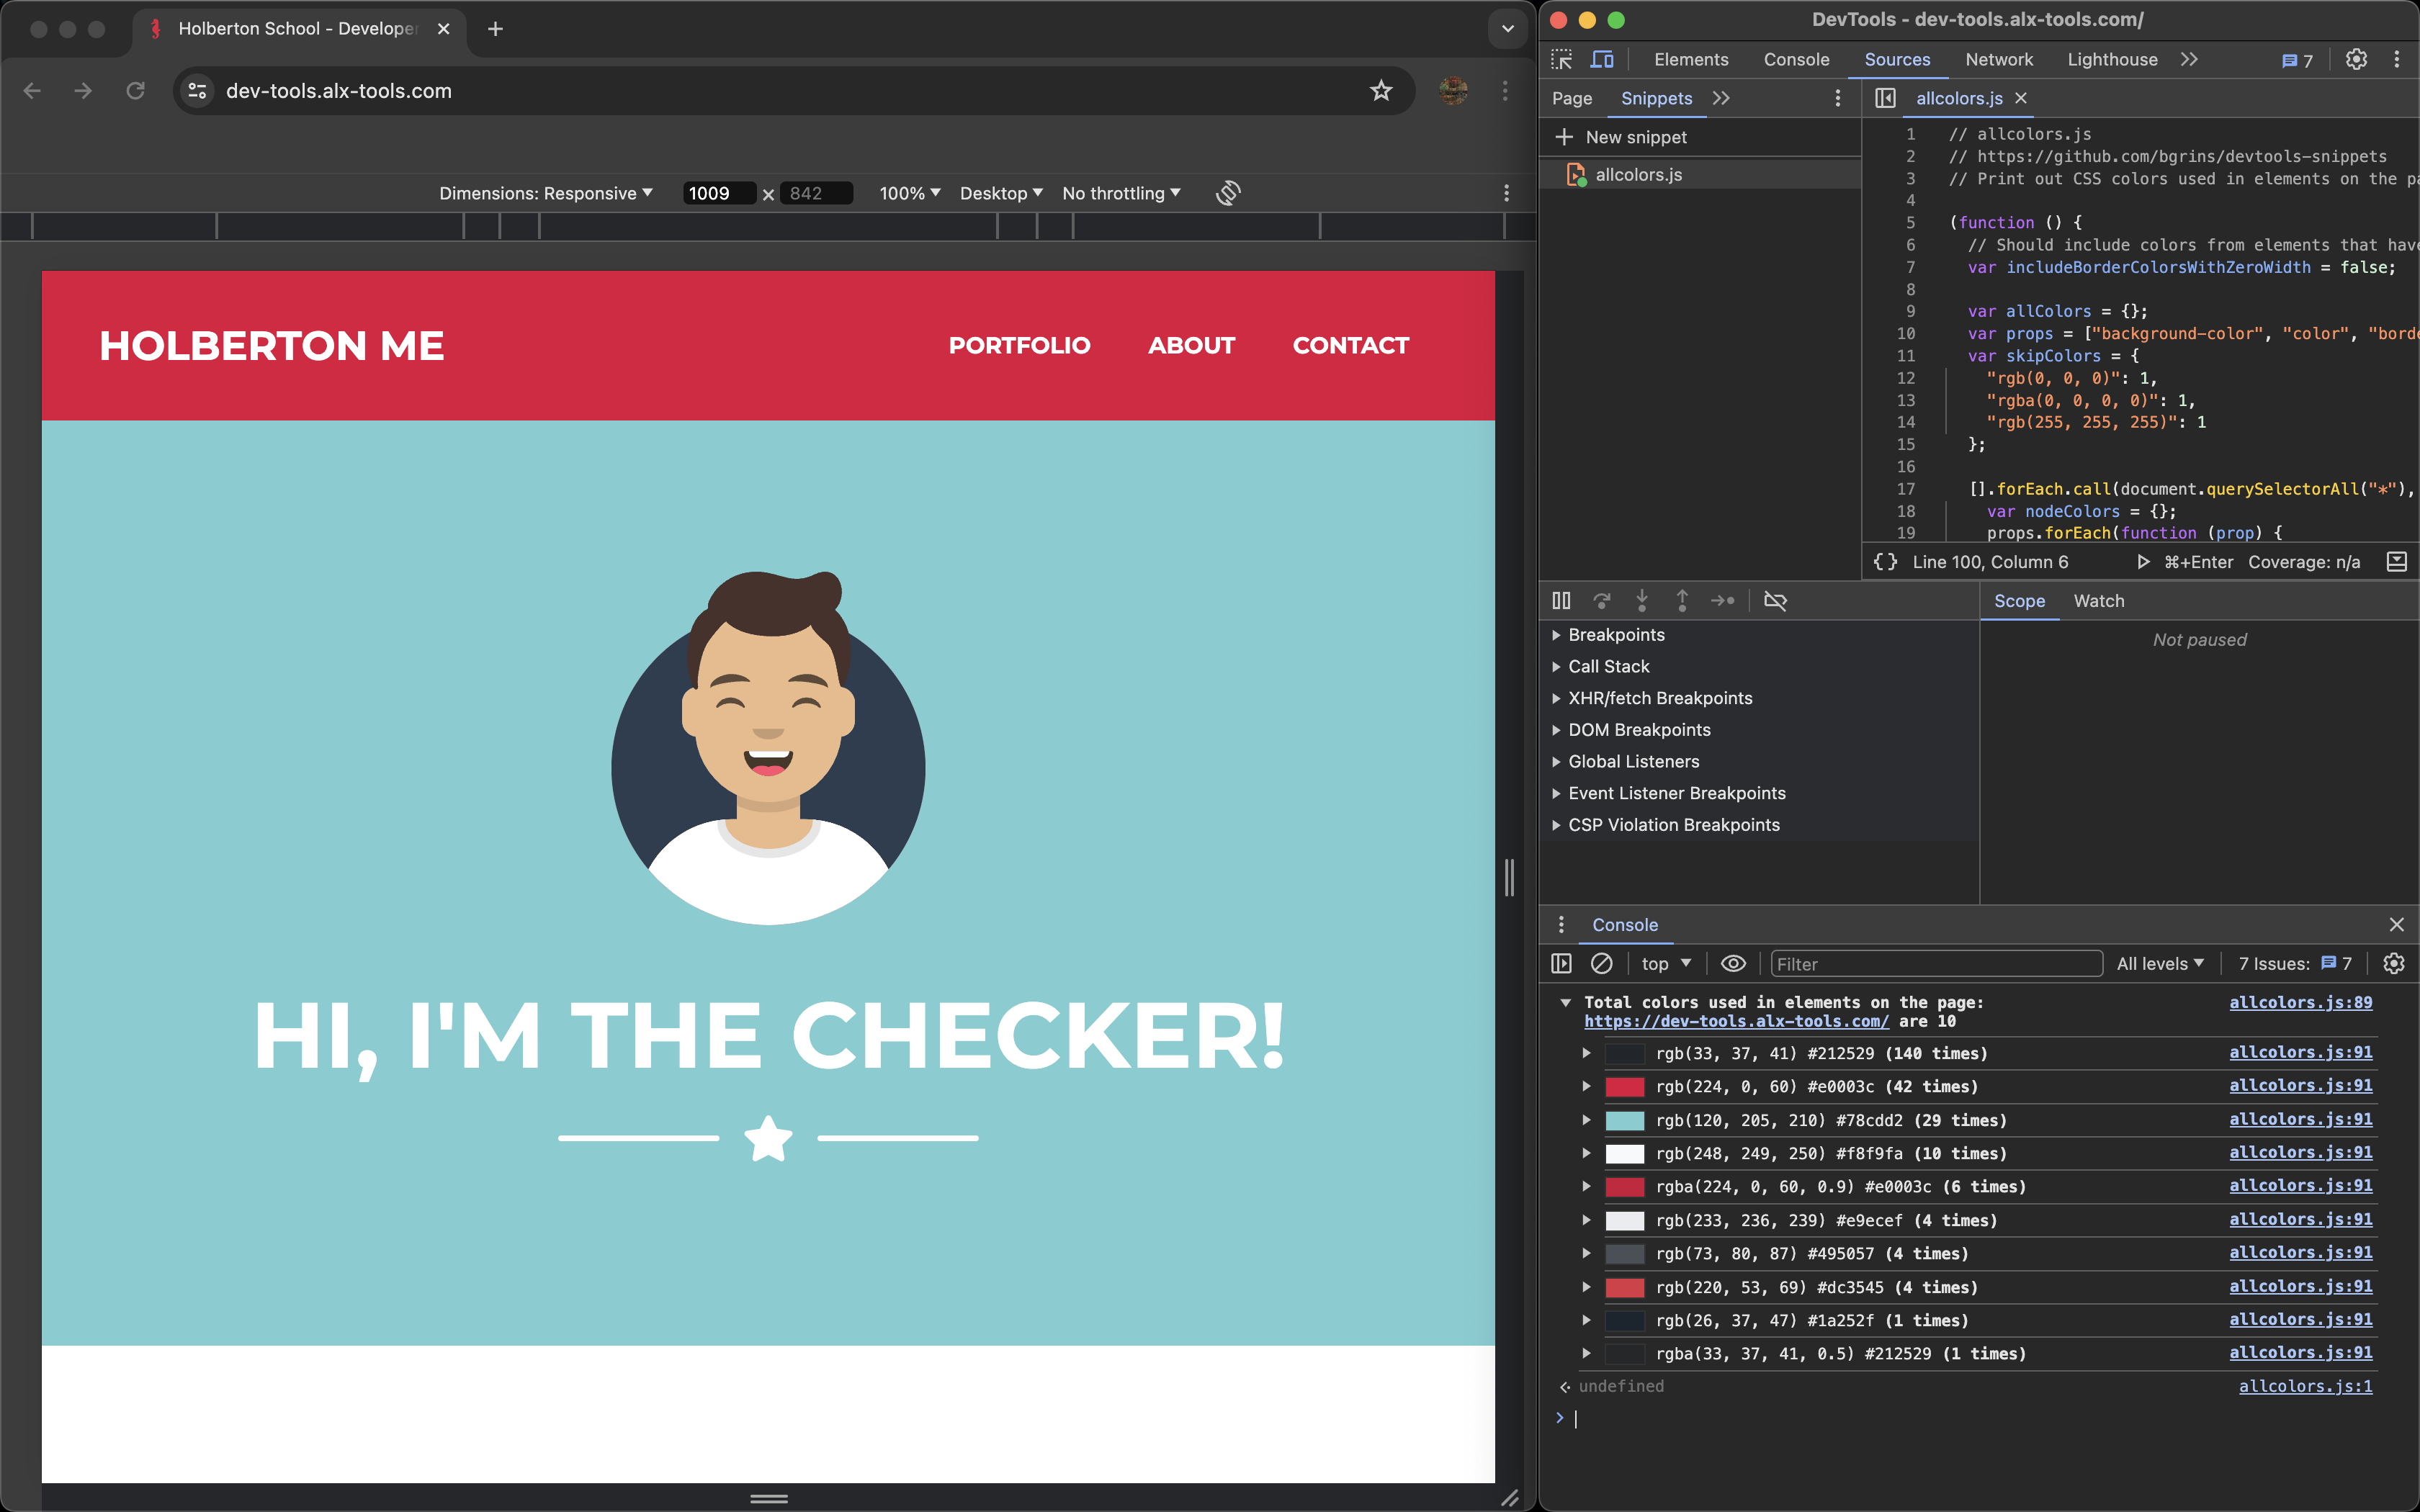 Holberton School - Developer
dev-tools.alx-tools.com
Dimensions: Responsive
1009 × 842
100%
Desktop
No throttling
HOLBERTON ME
PORTFOLIO
ABOUT
CONTACT
HI, I'M THE CHECKER!
DevTools - dev-tools.alx-tools.com/
Elements
Console
Sources
Network
Lighthouse
7
Page
Snippets
allcolors.js
New snippet
allcolors.js
1 // allcolors.js
2 // https://github.com/bgrins/devtools-snippets
3 // Print out CSS colors used in elements on the pa
4
5 (function () {
6 // Should include colors from elements that have
7 var includeBorderColorsWithZeroWidth = false;
8
9 var allColors = {};
10 var props = ["background-color", "color", "borde
11 var skipColors = {
12 "rgb(0, 0, 0)": 1,
13 "rgba(0, 0, 0, 0)": 1,
14 "rgb(255, 255, 255)": 1
15 };
16
17 [].forEach.call(document.querySelectorAll("*"),
18 var nodeColors = {};
19 props.forEach(function (prop) {
{} Line 100, Column 6
⌘+Enter
Coverage: n/a
Scope
Watch
Breakpoints
Call Stack
XHR/fetch Breakpoints
DOM Breakpoints
Global Listeners
Event Listener Breakpoints
CSP Violation Breakpoints
Not paused
Console
top
Filter
All levels
7 Issues: 7
Total colors used in elements on the page: allcolors.js:89
https://dev-tools.alx-tools.com/ are 10
rgb(33, 37, 41) #212529 (140 times) allcolors.js:91
rgb(224, 0, 60) #e0003c (42 times) allcolors.js:91
rgb(120, 205, 210) #78cdd2 (29 times) allcolors.js:91
rgb(248, 249, 250) #f8f9fa (10 times) allcolors.js:91
rgba(224, 0, 60, 0.9) #e0003c (6 times) allcolors.js:91
rgb(233, 236, 239) #e9ecef (4 times) allcolors.js:91
rgb(73, 80, 87) #495057 (4 times) allcolors.js:91
rgb(220, 53, 69) #dc3545 (4 times) allcolors.js:91
rgb(26, 37, 47) #1a252f (1 times) allcolors.js:91
rgba(33, 37, 41, 0.5) #212529 (1 times) allcolors.js:91
undefined allcolors.js:1